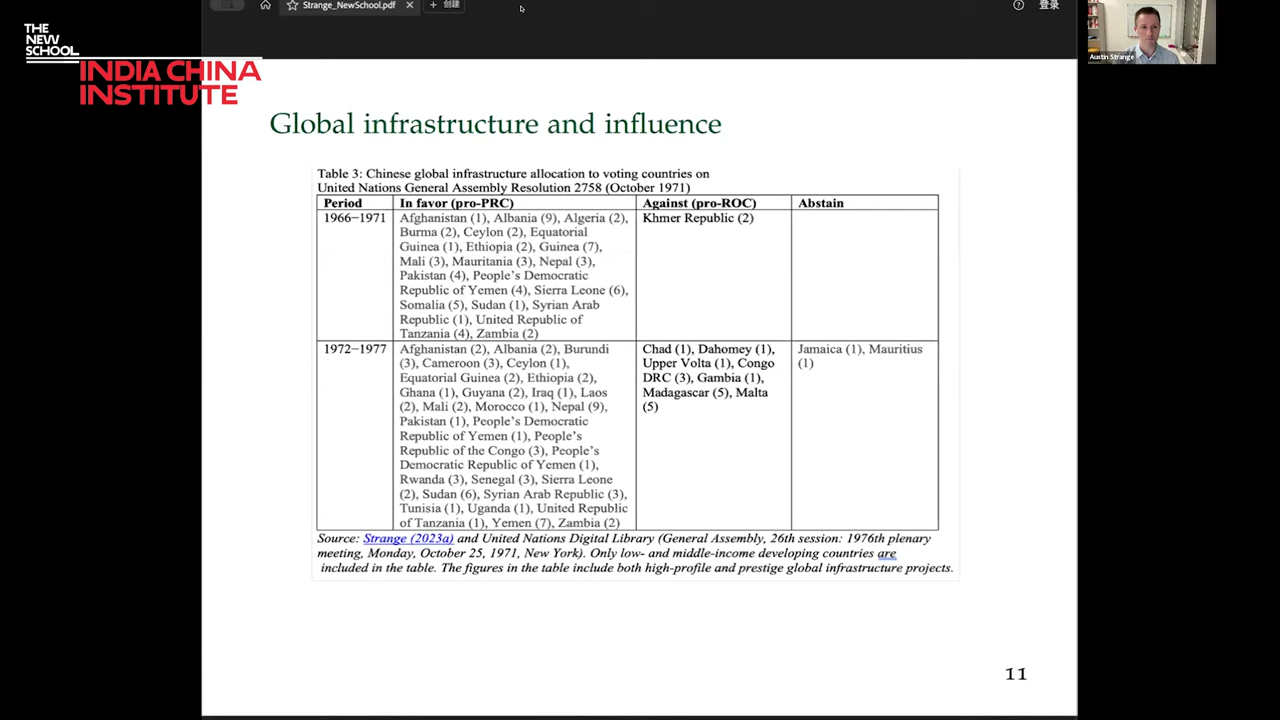 Strange_NewSchool.pdf
创建
登录
THE
NEW
SCHOOL
INDIA CHINA
INSTITUTE
Austin Strange
Global infrastructure and influence
Table 3: Chinese global infrastructure allocation to voting countries on
United Nations General Assembly Resolution 2758 (October 1971)
Period In favor (pro-PRC) Against (pro-ROC) Abstain
1966−1971 Afghanistan (1), Albania (9), Algeria (2),
Burma (2), Ceylon (2), Equatorial
Guinea (1), Ethiopia (2), Guinea (7),
Mali (3), Mauritania (3), Nepal (3),
Pakistan (4), People's Democratic
Republic of Yemen (4), Sierra Leone (6),
Somalia (5), Sudan (1), Syrian Arab
Republic (1), United Republic of
Tanzania (4), Zambia (2)
Khmer Republic (2)
1972−1977 Afghanistan (2), Albania (2), Burundi
(3), Cameroon (3), Ceylon (1),
Equatorial Guinea (2), Ethiopia (2),
Ghana (1), Guyana (2), Iraq (1), Laos
(2), Mali (2), Morocco (1), Nepal (9),
Pakistan (1), People's Democratic
Republic of Yemen (1), People's
Republic of the Congo (3), People's
Democratic Republic of Yemen (1),
Rwanda (3), Senegal (3), Sierra Leone
(2), Sudan (6), Syrian Arab Republic (3),
Tunisia (1), Uganda (1), United Republic
of Tanzania (1), Yemen (7), Zambia (2)
Chad (1), Dahomey (1),
Upper Volta (1), Congo
DRC (3), Gambia (1),
Madagascar (5), Malta
(5)
Jamaica (1), Mauritius
(1)
Source: Strange (2023a) and United Nations Digital Library (General Assembly, 26th session: 1976th plenary
meeting, Monday, October 25, 1971, New York). Only low- and middle-income developing countries are
included in the table. The figures in the table include both high-profile and prestige global infrastructure projects.
11